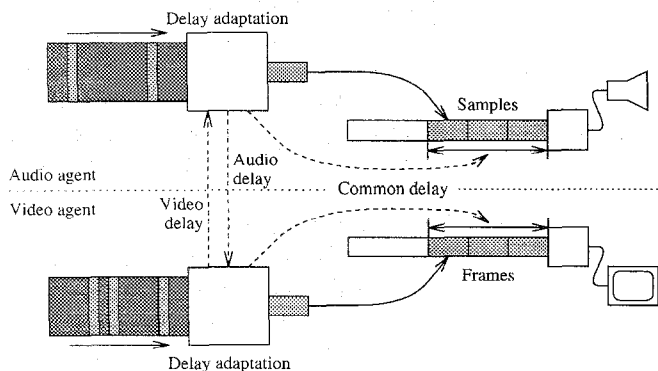 Delay adaptation
Samples
Audio
delay
Audio agent
Common delay
Video agent
Video
delay
Frames
Delay adaptation